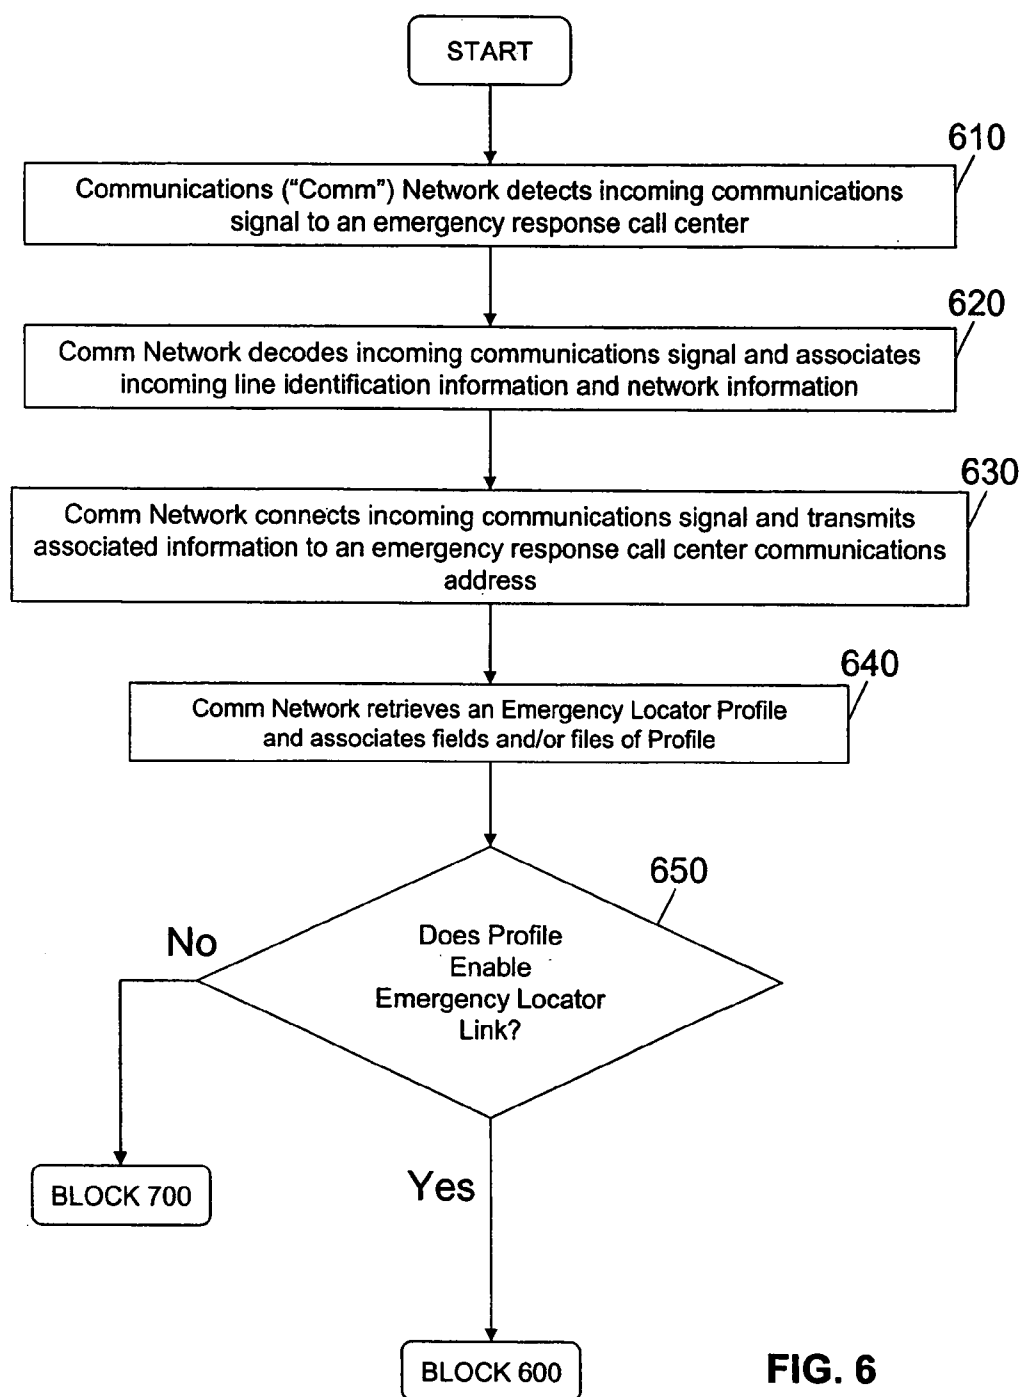 START
610
Communications (“Comm”) Network detects incoming communications
signal to an emergency response call center
620
Comm Network decodes incoming communications signal and associates
incoming line identification information and network information
630
Comm Network connects incoming communications signal and transmits
associated information to an emergency response call center communications
address
640
Comm Network retrieves an Emergency Locator Profile
and associates fields and/or files of Profile
650
Does Profile
Enable
Emergency Locator
Link?
No
BLOCK 700
Yes
BLOCK 600
FIG. 6